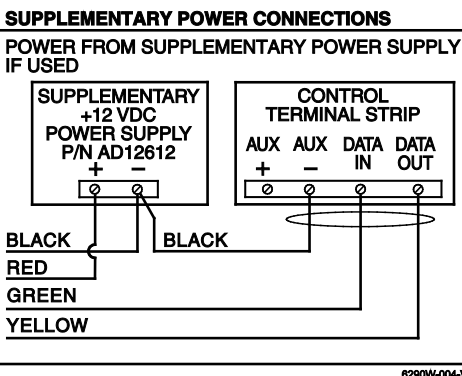 SUPPLEMENTARY POWER CONNECTIONS
POWER FROM SUPPLEMENTARY POWER SUPPLY
IF USED
SUPPLEMENTARY
+12 VDC
POWER SUPPLY
P/N AD12612
+ −
CONTROL
TERMINAL STRIP
AUX AUX DATA DATA
+ − IN OUT
BLACK BLACK
RED
GREEN
YELLOW